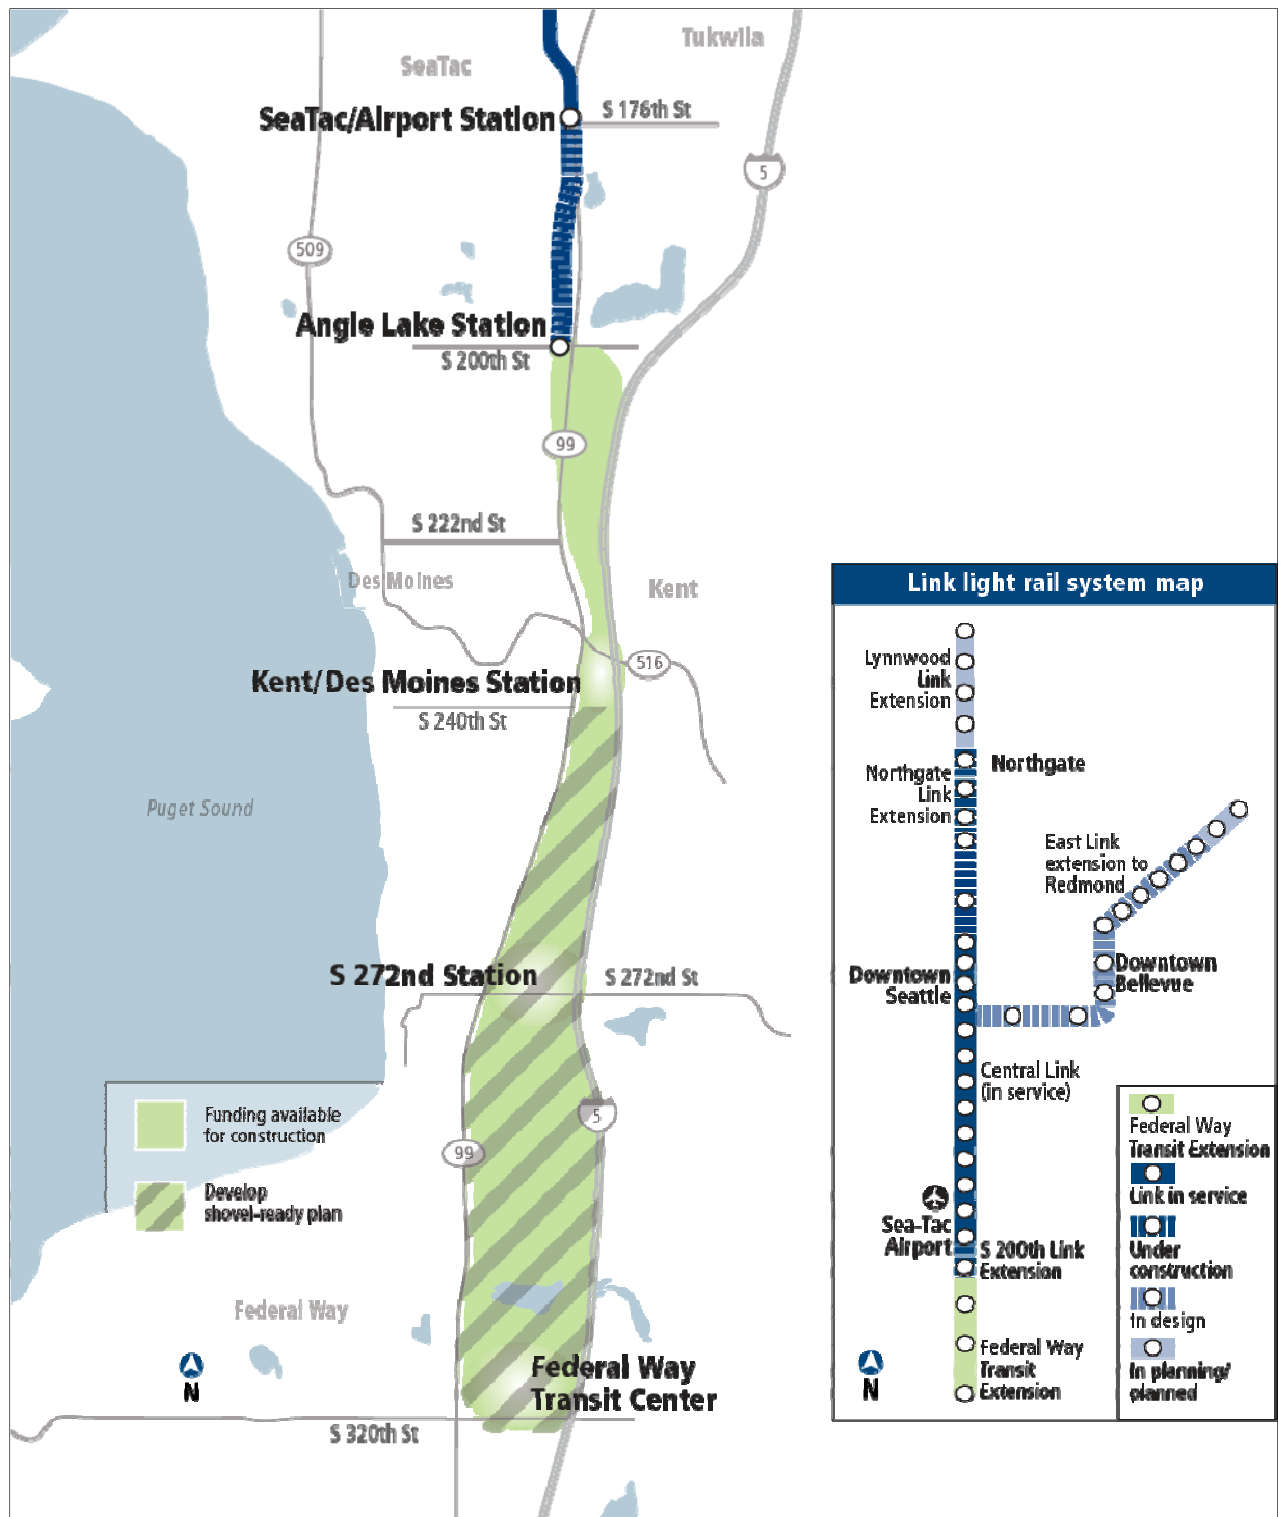 Tukwila
SeaTac
SeaTac/Airport Station
S 176th St
5
509
Angle Lake Station
S 200th St
99
S 222nd St
Des Moines
Kent
516
Kent/Des Moines Station
S 240th St
Puget Sound
S 272nd Station
S 272nd St
Funding available
for construction
5
99
Develop
shovel-ready plan
Federal Way
N
Federal Way
Transit Center
S 320th St
Link light rail system map
Lynnwood
Link
Extension
Northgate
Northgate
Link
Extension
East Link
extension to
Redmond
Downtown
Seattle
Downtown
Bellevue
Central Link
(in service)
Sea-Tac
Airport
S 200th Link
Extension
Federal Way
Transit
Extension
N
Federal Way
Transit Extension
Link in service
Under
construction
In design
In planning/
planned